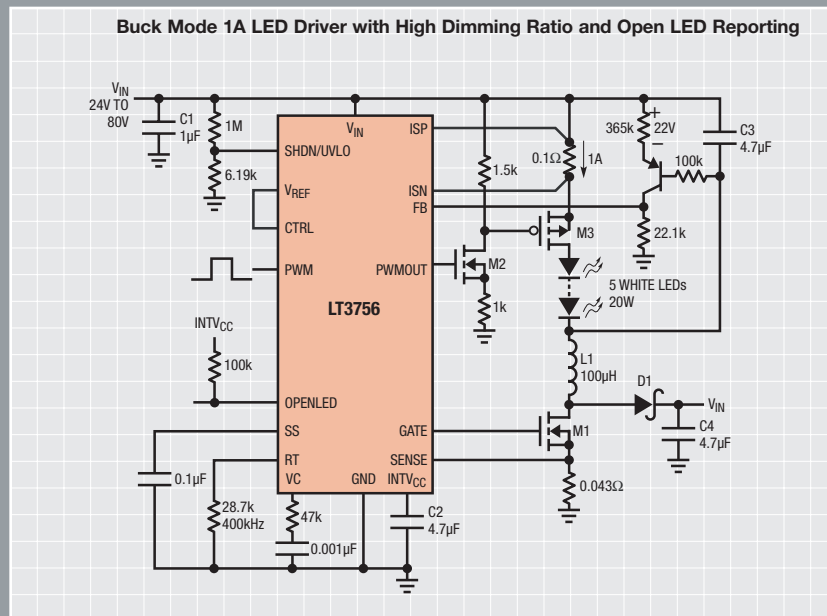 Buck Mode 1A LED Driver with High Dimming Ratio and Open LED Reporting
VIN
24V TO
80V
C1
1µF
1M
6.19k
VIN
SHDN/UVLO
VREF
CTRL
PWM
LT3756
INTVCC
100k
OPENLED
SS
RT
VC
GND
INTVCC
SENSE
GATE
PWMOUT
FB
ISN
ISP
0.1µF
28.7k
400kHz
47k
0.001µF
C2
4.7µF
1.5k
M2
1k
0.1Ω
1A
M3
5 WHITE LEDs
20W
L1
100µH
M1
0.043Ω
D1
VIN
C4
4.7µF
365k
+
22V
–
100k
22.1k
C3
4.7µF